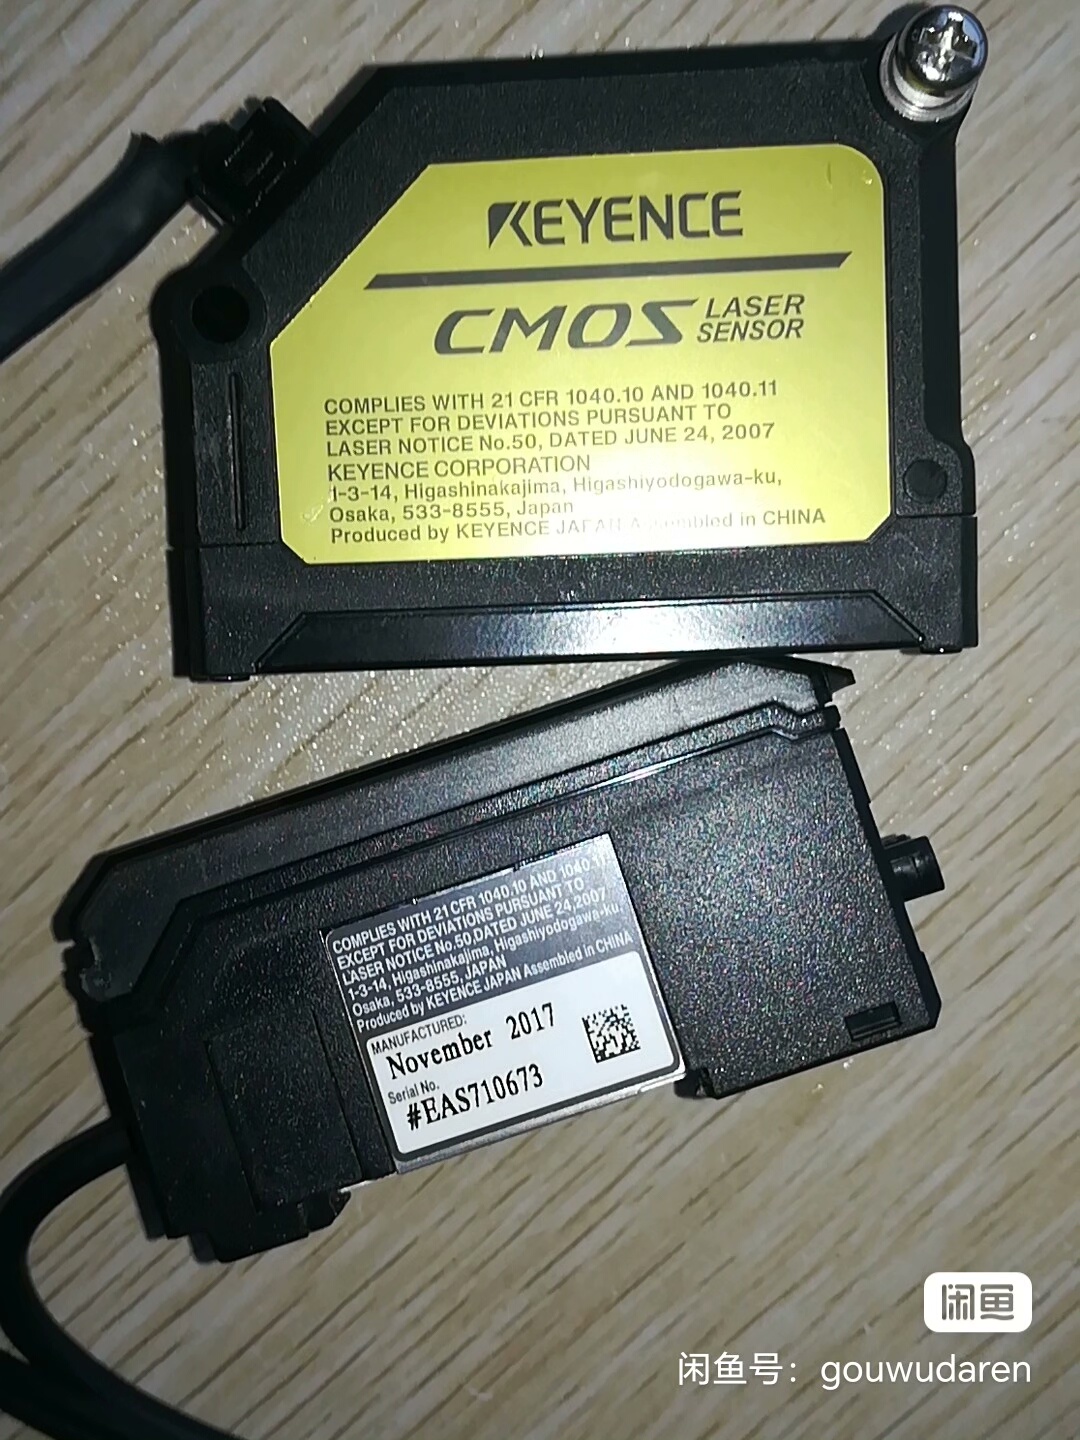 KEYENCE
CMOS LASER SENSOR
COMPLIES WITH 21 CFR 1040.10 AND 1040.11
EXCEPT FOR DEVIATIONS PURSUANT TO
LASER NOTICE No.50, DATED JUNE 24, 2007
KEYENCE CORPORATION
1-3-14, Higashinakajima, Higashiyodogawa-ku,
Osaka, 533-8555, Japan
Produced by KEYENCE JAPAN Assembled in CHINA
COMPLIES WITH 21 CFR 1040.10 AND 1040.11
EXCEPT FOR DEVIATIONS PURSUANT TO
LASER NOTICE No.50,DATED JUNE 24,2007
1-3-14, Higashinakajima, Higashiyodogawa-ku
Osaka, 533-8555, JAPAN
Produced by KEYENCE JAPAN Assembled in CHINA
MANUFACTURED:
November 2017
Serial No.
#EAS710673
闲鱼
闲鱼号：gouwudaren